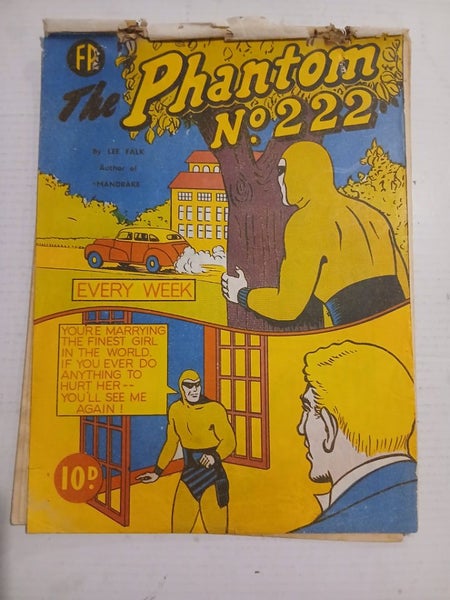 FP
The Phantom
No 222
By LEE FALK
Author of
"MANDRAKE
EVERY WEEK
YOU'RE MARRYING
THE FINEST GIRL
IN THE WORLD.
IF YOU EVER DO
ANYTHING TO
HURT HER--
YOU'LL SEE ME
AGAIN!
10D.